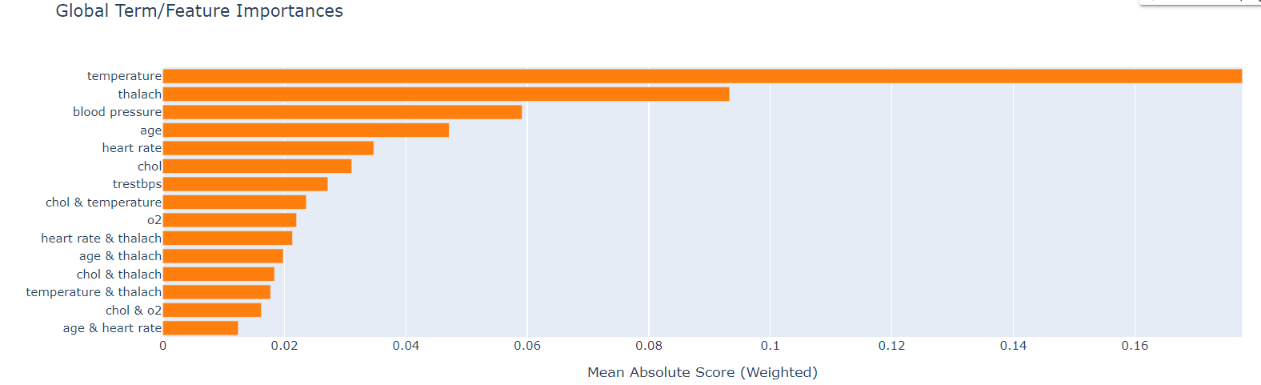 Global Term/Feature Importances
temperature
thalach
blood pressure
age
heart rate
chol
trestbps
chol & temperature
o2
heart rate & thalach
age & thalach
chol & thalach
temperature & thalach
chol & o2
age & heart rate
0 0.02 0.04 0.06 0.08 0.1 0.12 0.14 0.16
Mean Absolute Score (Weighted)